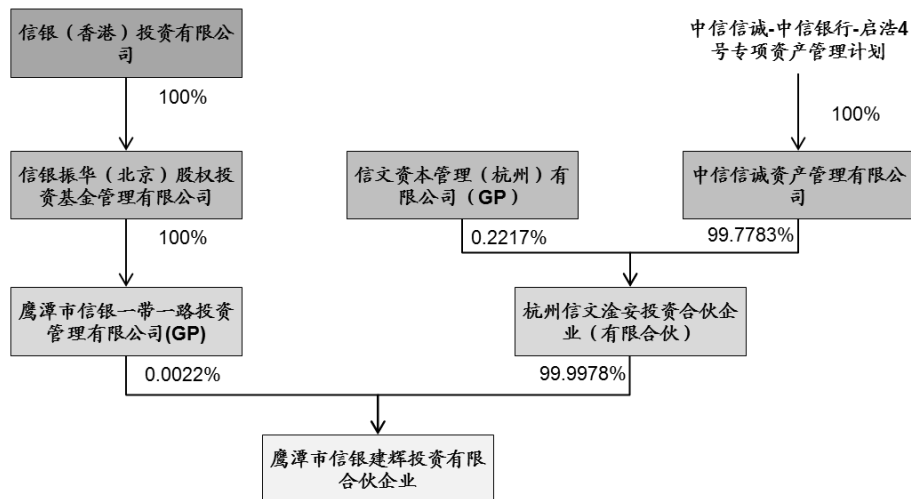 信银（香港）投资有限公
司
中信信诚-中信银行-启浩4
号专项资产管理计划
100%
100%
信银振华（北京）股权投
资基金管理有限公司
信文资本管理（杭州）有
限公司（GP）
中信信诚资产管理有限公
司
100%
0.2217%
99.7783%
鹰潭市信银一带一路投资
管理有限公司(GP)
杭州信文淦安投资合伙企
业（有限合伙）
0.0022%
99.9978%
鹰潭市信银建辉投资有限
合伙企业